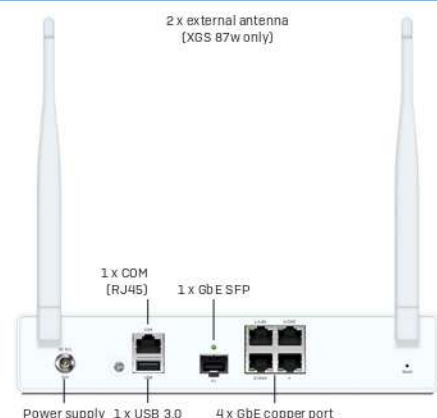 2 x external antenna
(XGS 87w only)
1 x COM
(RJ45)
1 x GbE SFP
COM
Power supply
1 x USB 3.0
4 x GbE copper port